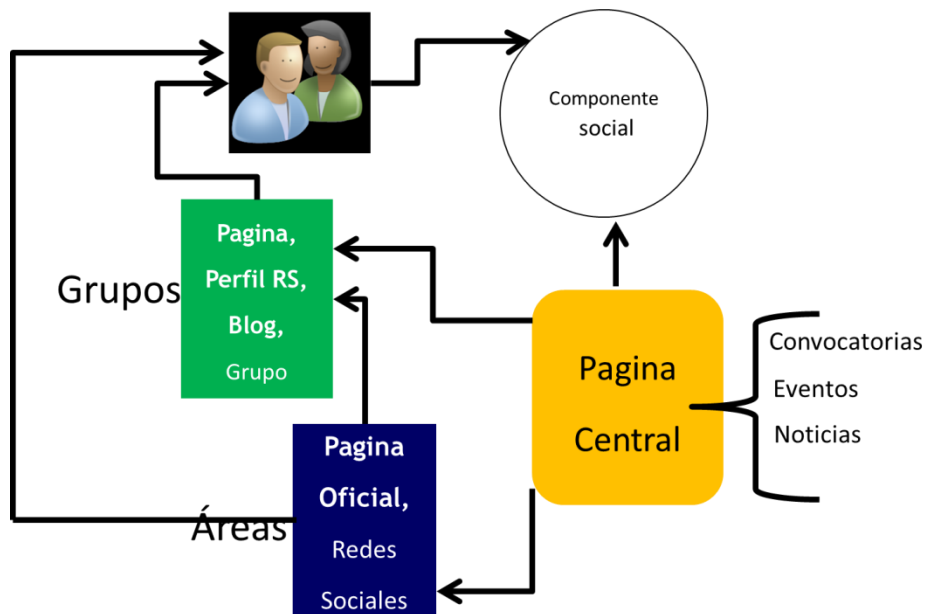 Componente
social
Grupos
Pagina,
Perfil RS,
Blog,
Grupo
Pagina
Central
Convocatorias
Eventos
Noticias
Áreas
Pagina
Oficial,
Redes
Sociales